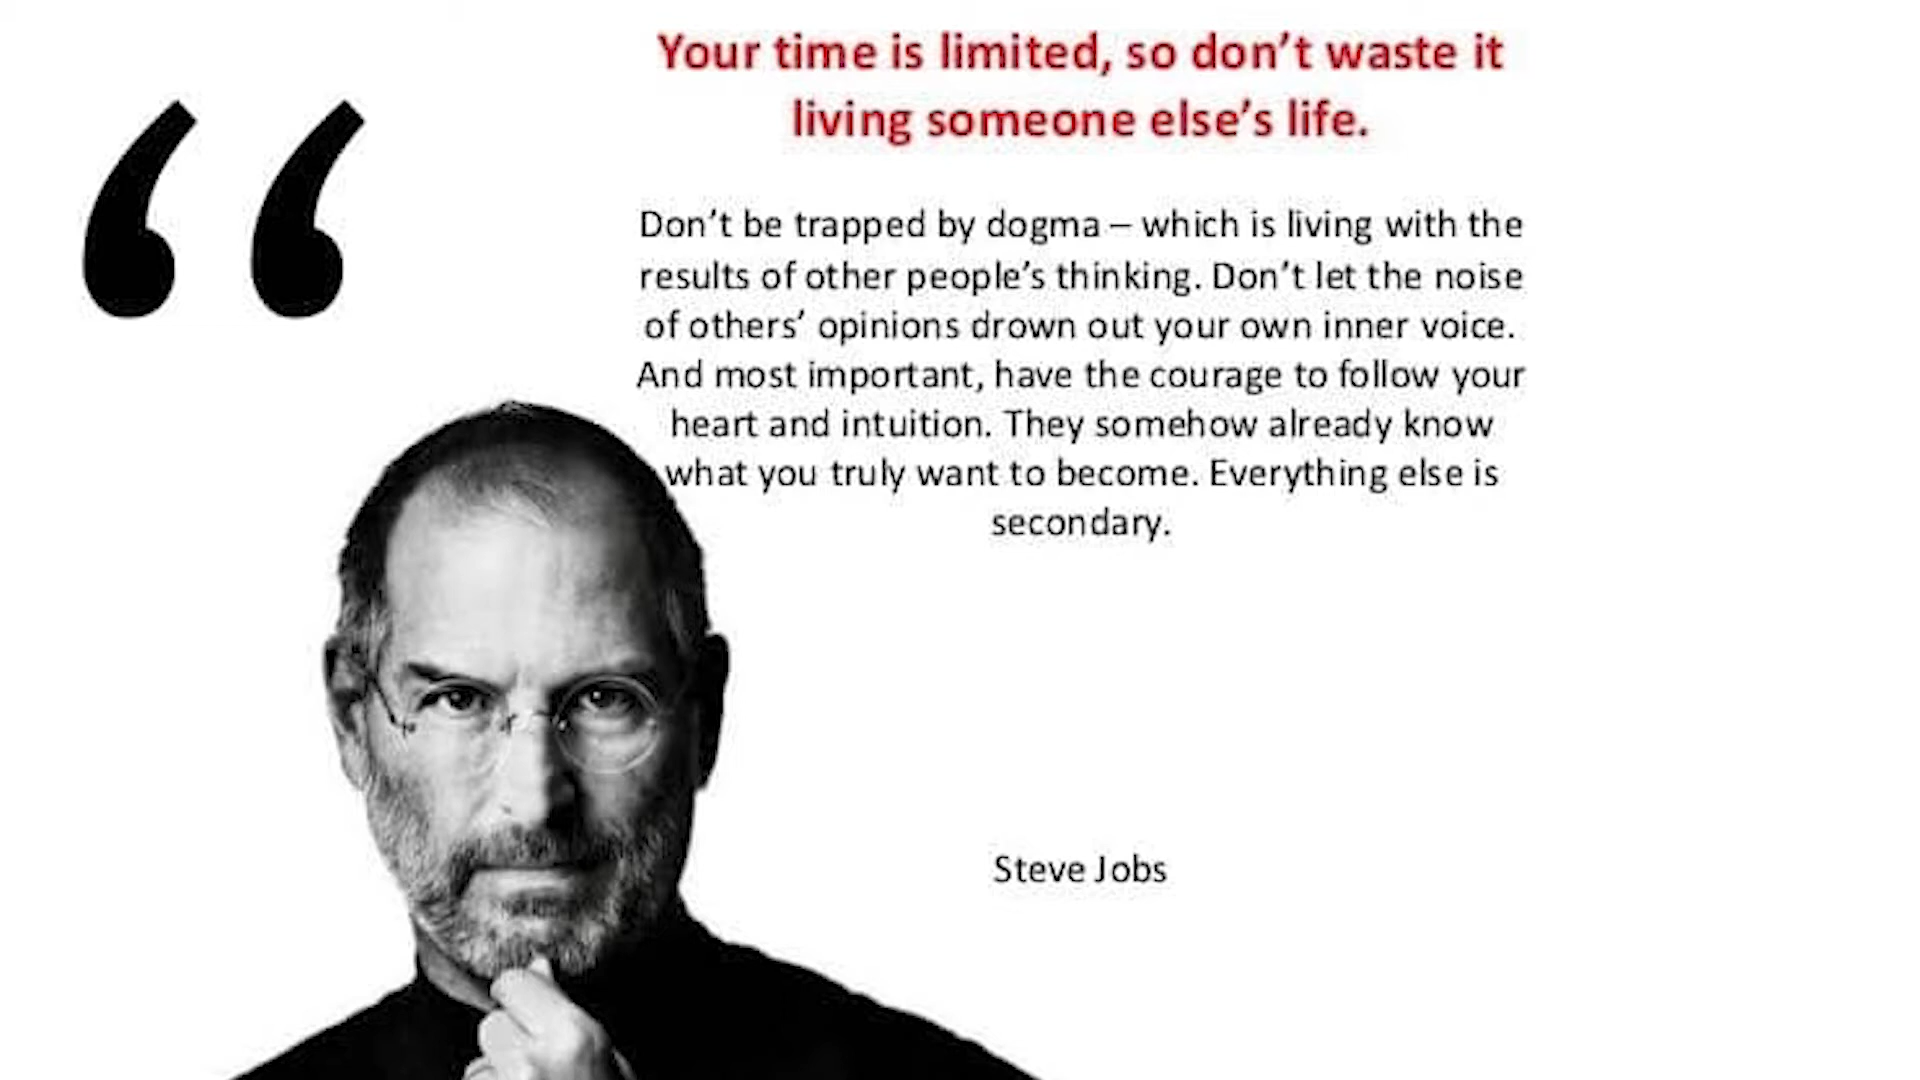 Your time is limited, so don’t waste it
living someone else’s life.
Don’t be trapped by dogma – which is living with the
results of other people’s thinking. Don’t let the noise
of others’ opinions drown out your own inner voice.
And most important, have the courage to follow your
heart and intuition. They somehow already know
what you truly want to become. Everything else is
secondary.
Steve Jobs